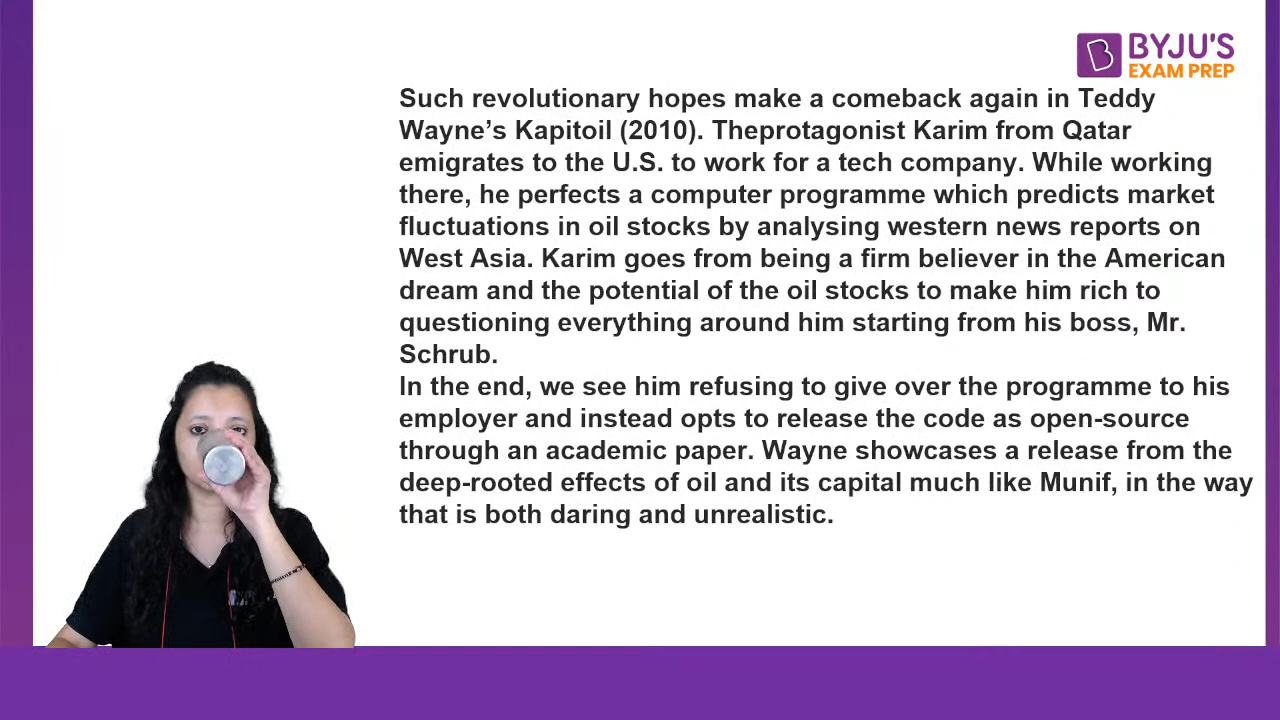 BYJU'S
EXAM PREP
Such revolutionary hopes make a comeback again in Teddy
Wayne’s Kapitoil (2010). Theprotagonist Karim from Qatar
emigrates to the U.S. to work for a tech company. While working
there, he perfects a computer programme which predicts market
fluctuations in oil stocks by analysing western news reports on
West Asia. Karim goes from being a firm believer in the American
dream and the potential of the oil stocks to make him rich to
questioning everything around him starting from his boss, Mr.
Schrub.
In the end, we see him refusing to give over the programme to his
employer and instead opts to release the code as open-source
through an academic paper. Wayne showcases a release from the
deep-rooted effects of oil and its capital much like Munif, in the way
that is both daring and unrealistic.